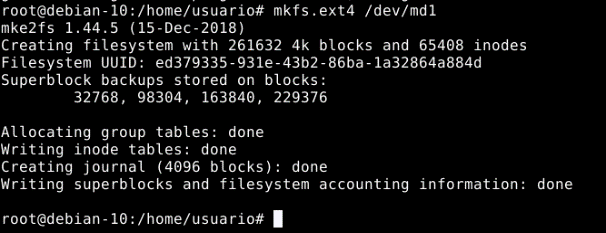 root@debian-10:/home/usuario# mkfs.ext4 /dev/md1
mke2fs 1.44.5 (15-Dec-2018)
Creating filesystem with 261632 4k blocks and 65408 inodes
Filesystem UUID: ed379335-931e-43b2-86ba-1a32864a884d
Superblock backups stored on blocks:
        32768, 98304, 163840, 229376

Allocating group tables: done
Writing inode tables: done
Creating journal (4096 blocks): done
Writing superblocks and filesystem accounting information: done

root@debian-10:/home/usuario#